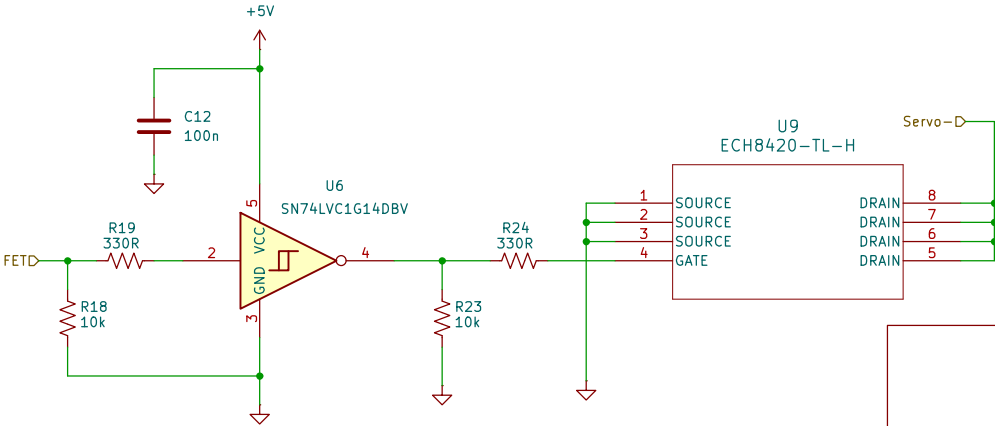 +5V
C12
100n
U9
ECH8420-TL-H
Servo-
U6
SN74LVC1G14DBV
5
VCC
GND
3
R19
330R
2
4
R24
330R
FET
R18
10k
R23
10k
1
SOURCE
2
SOURCE
3
SOURCE
4
GATE
DRAIN
8
DRAIN
7
DRAIN
6
DRAIN
5